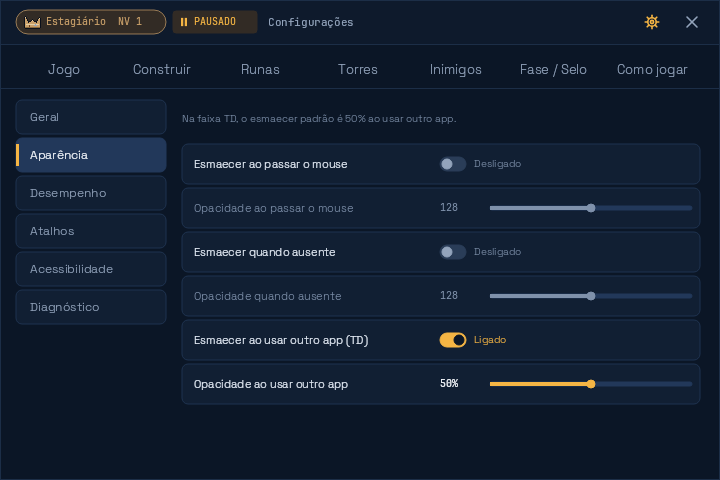 Estagiário NV 1 PAUSADO Configurações
Jogo Construir Runas Torres Inimigos Fase / Selo Como jogar
Geral
Aparência
Desempenho
Atalhos
Acessibilidade
Diagnóstico
Na faixa TD, o esmaecer padrão é 50% ao usar outro app.
Esmaecer ao passar o mouse Desligado
Opacidade ao passar o mouse 128
Esmaecer quando ausente Desligado
Opacidade quando ausente 128
Esmaecer ao usar outro app (TD) Ligado
Opacidade ao usar outro app 50%